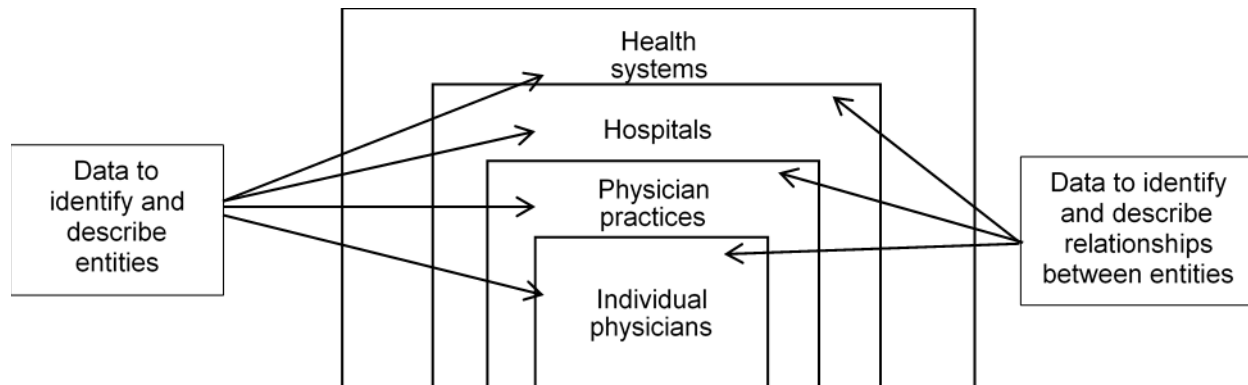 Health
systems
Hospitals
Physician
practices
Individual
physicians
Data to
identify and
describe
entities
Data to identify
and describe
relationships
between entities